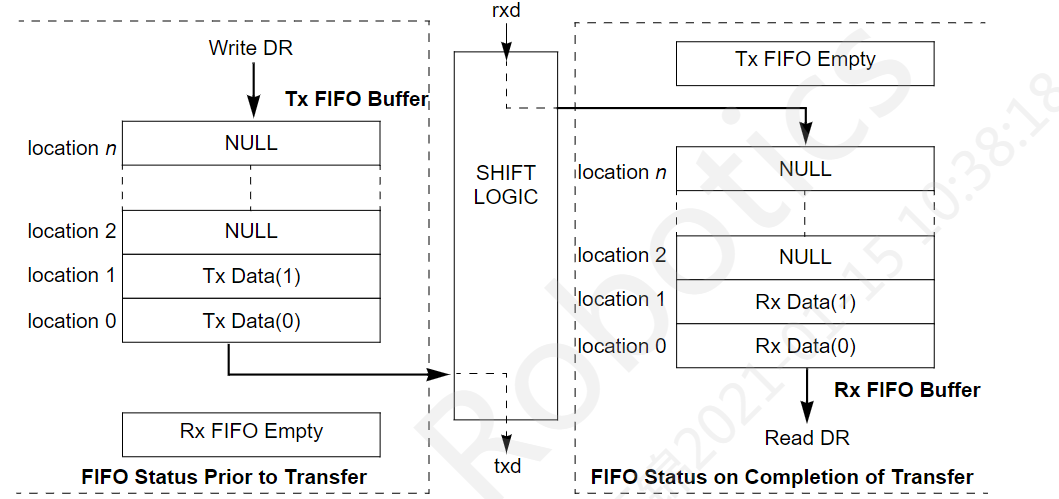 rxd
Write DR
Tx FIFO Buffer
location n
NULL
location 2
NULL
location 1
Tx Data(1)
location 0
Tx Data(0)
Rx FIFO Empty
FIFO Status Prior to Transfer
SHIFT
LOGIC
txd
Tx FIFO Empty
location n
NULL
location 2
NULL
location 1
Rx Data(1)
location 0
Rx Data(0)
Rx FIFO Buffer
Read DR
FIFO Status on Completion of Transfer
Robotics
2021-01-15 10:38:18